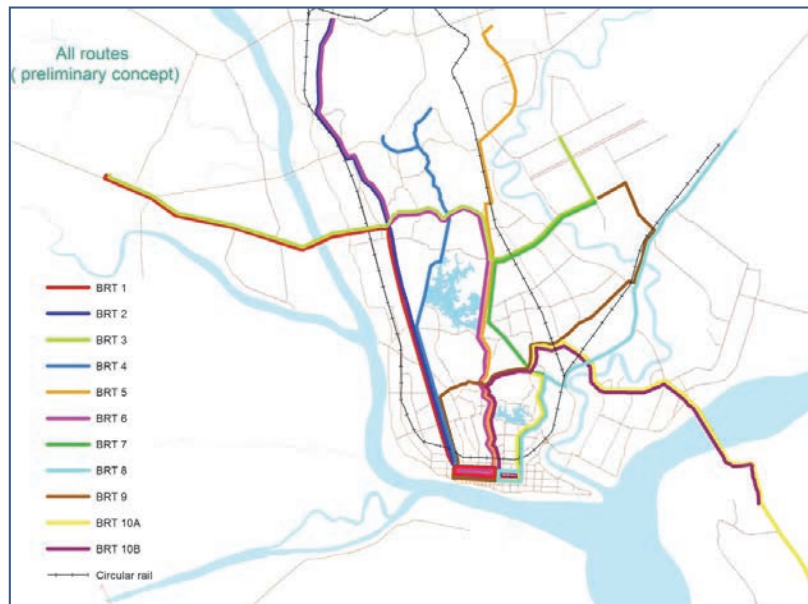 All routes
( preliminary concept)
BRT 1
BRT 2
BRT 3
BRT 4
BRT 5
BRT 6
BRT 7
BRT 8
BRT 9
BRT 10A
BRT 10B
Circular rail